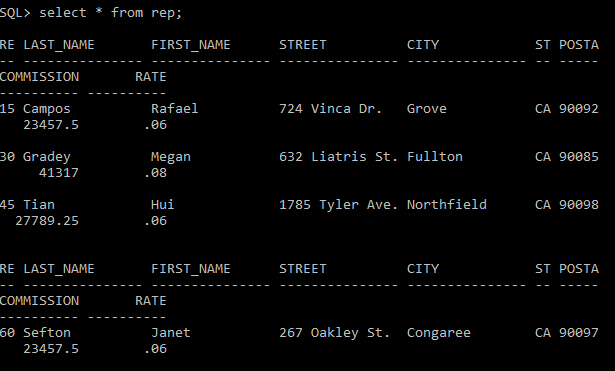 SQL> select * from rep;
RE LAST_NAME       FIRST_NAME      STREET          CITY            ST POSTA
-- --------------- --------------- --------------- --------------- -- -----
COMMISSION       RATE
---------- ----------
15 Campos          Rafael          724 Vinca Dr.   Grove           CA 90092
   23457.5        .06
30 Gradey          Megan           632 Liatris St. Fullton         CA 90085
     41317        .08
45 Tian            Hui             1785 Tyler Ave. Northfield      CA 90098
  27789.25        .06
RE LAST_NAME       FIRST_NAME      STREET          CITY            ST POSTA
-- --------------- --------------- --------------- --------------- -- -----
COMMISSION       RATE
---------- ----------
60 Sefton          Janet           267 Oakley St.  Congaree        CA 90097
   23457.5        .06